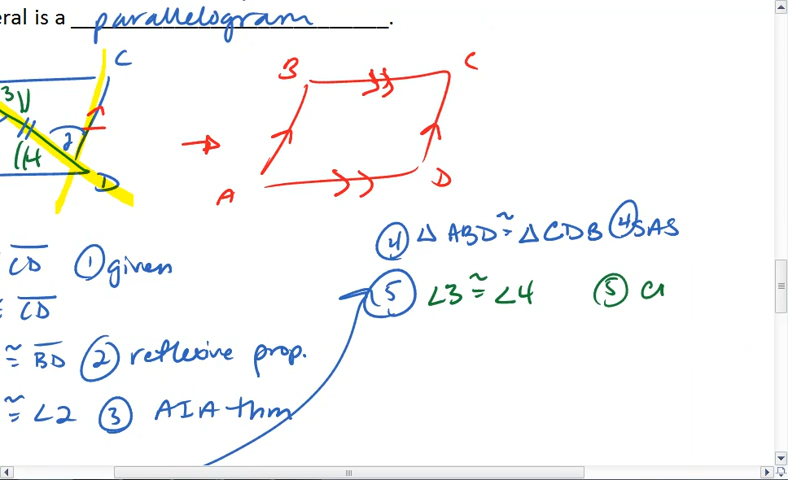 eral is a parallelogram.
C
B
C
3
2
4
D
A
D
④ △ABD ≅ △CDB ④ SAS
CD ① given
⑤ ∠3 ≅ ∠4 ⑤ CP
≅ CD
≅ BD ② reflexive prop.
≅ ∠2 ③ AIA thm